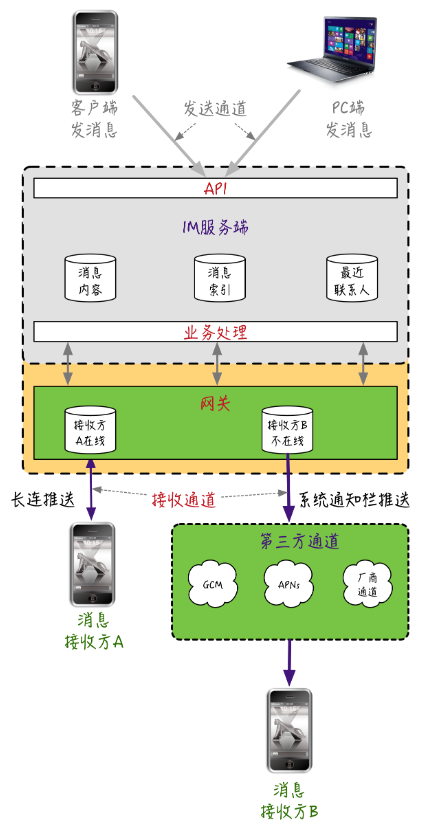 客户端
发消息
发送通道
PC端
发消息
API
IM服务端
消息
内容
消息
索引
最近
联系人
业务处理
网关
接收方
A在线
接收方B
不在线
长连推送
接收通道
系统通知栏推送
第三方通道
GCM
APNs
厂商
通道
消息
接收方A
消息
接收方B